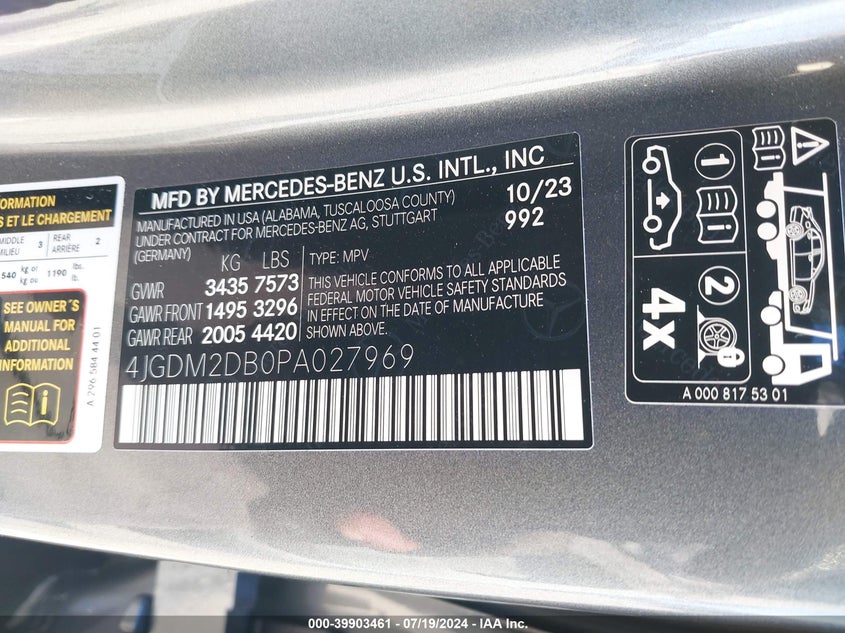 FORMATION
S ET LE CHARGEMENT
MIDDLE 3 REAR 2
MILIEU ARRIÈRE
540 kg or 1190 lbs.
kg ou lb.
SEE OWNER'S
MANUAL FOR
ADDITIONAL
INFORMATION
A 296 584 44 01
MFD BY MERCEDES-BENZ U.S. INTL., INC
MANUFACTURED IN USA (ALABAMA, TUSCALOOSA COUNTY) 10/23
UNDER CONTRACT FOR MERCEDES-BENZ AG, STUTTGART 992
(GERMANY)
KG LBS TYPE: MPV
GVWR 3435 7573
GAWR FRONT 1495 3296
GAWR REAR 2005 4420
THIS VEHICLE CONFORMS TO ALL APPLICABLE
FEDERAL MOTOR VEHICLE SAFETY STANDARDS
IN EFFECT ON THE DATE OF MANUFACTURE
SHOWN ABOVE.
4JGDM2DB0PA027969
1
2
4x
A 000 817 53 01
000-39903461 - 07/19/2024 - IAA Inc.